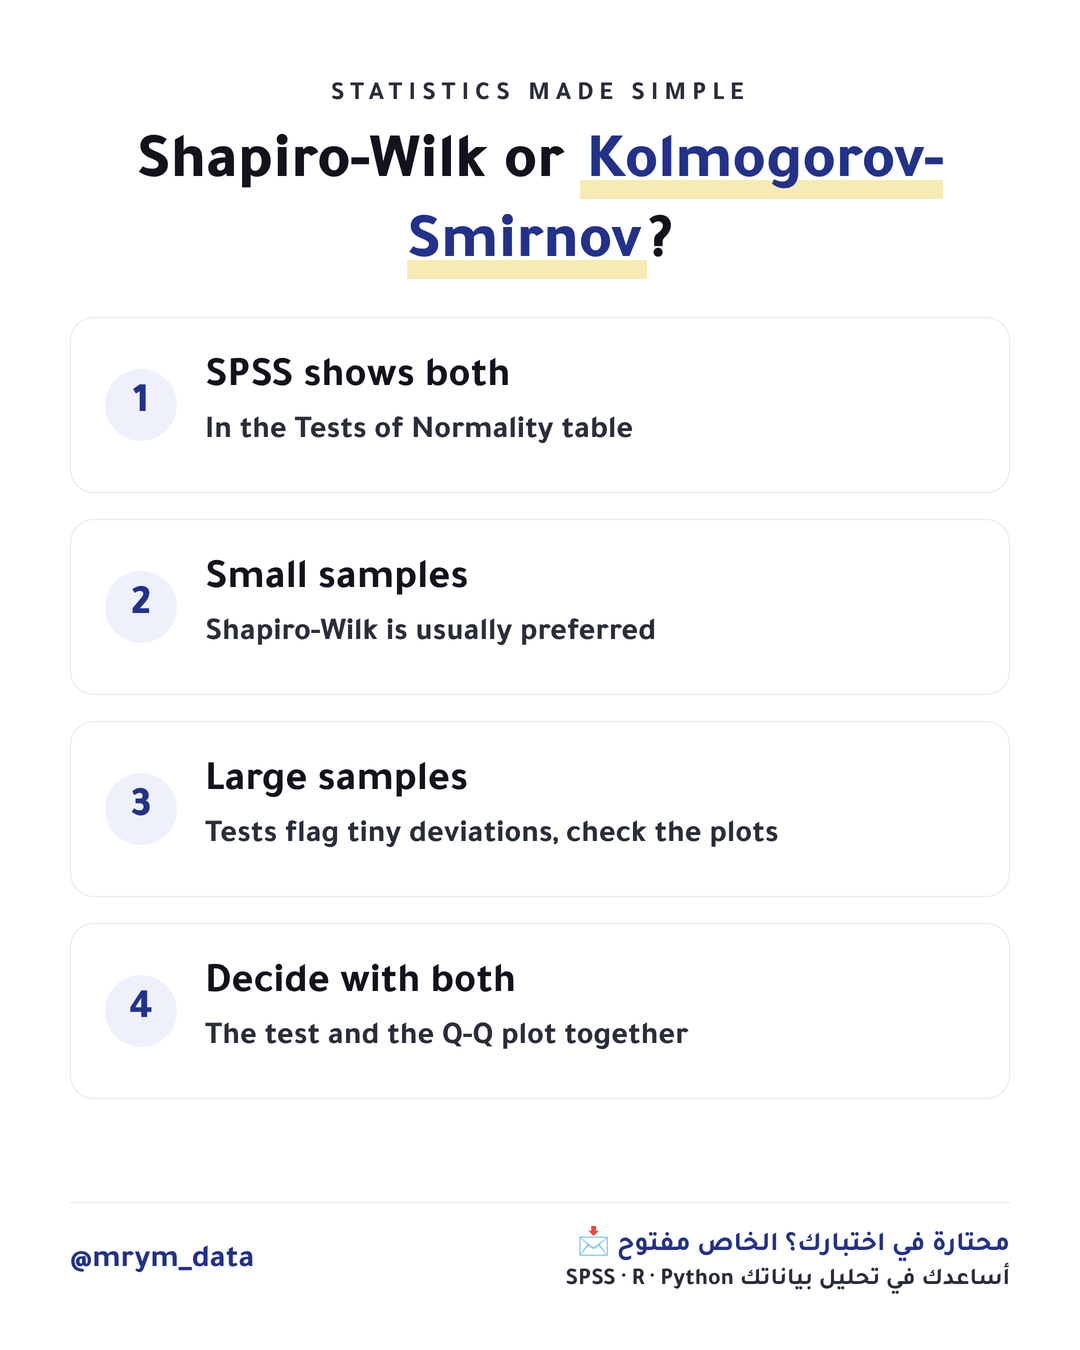 STATISTICS MADE SIMPLE
Shapiro-Wilk or Kolmogorov-
Smirnov?
1
SPSS shows both
In the Tests of Normality table
2
Small samples
Shapiro-Wilk is usually preferred
3
Large samples
Tests flag tiny deviations, check the plots
4
Decide with both
The test and the Q-Q plot together
@mrym_data
محتارة في اختبارك؟ الخاص مفتوح 📩
أساعدك في تحليل بياناتك SPSS · R · Python